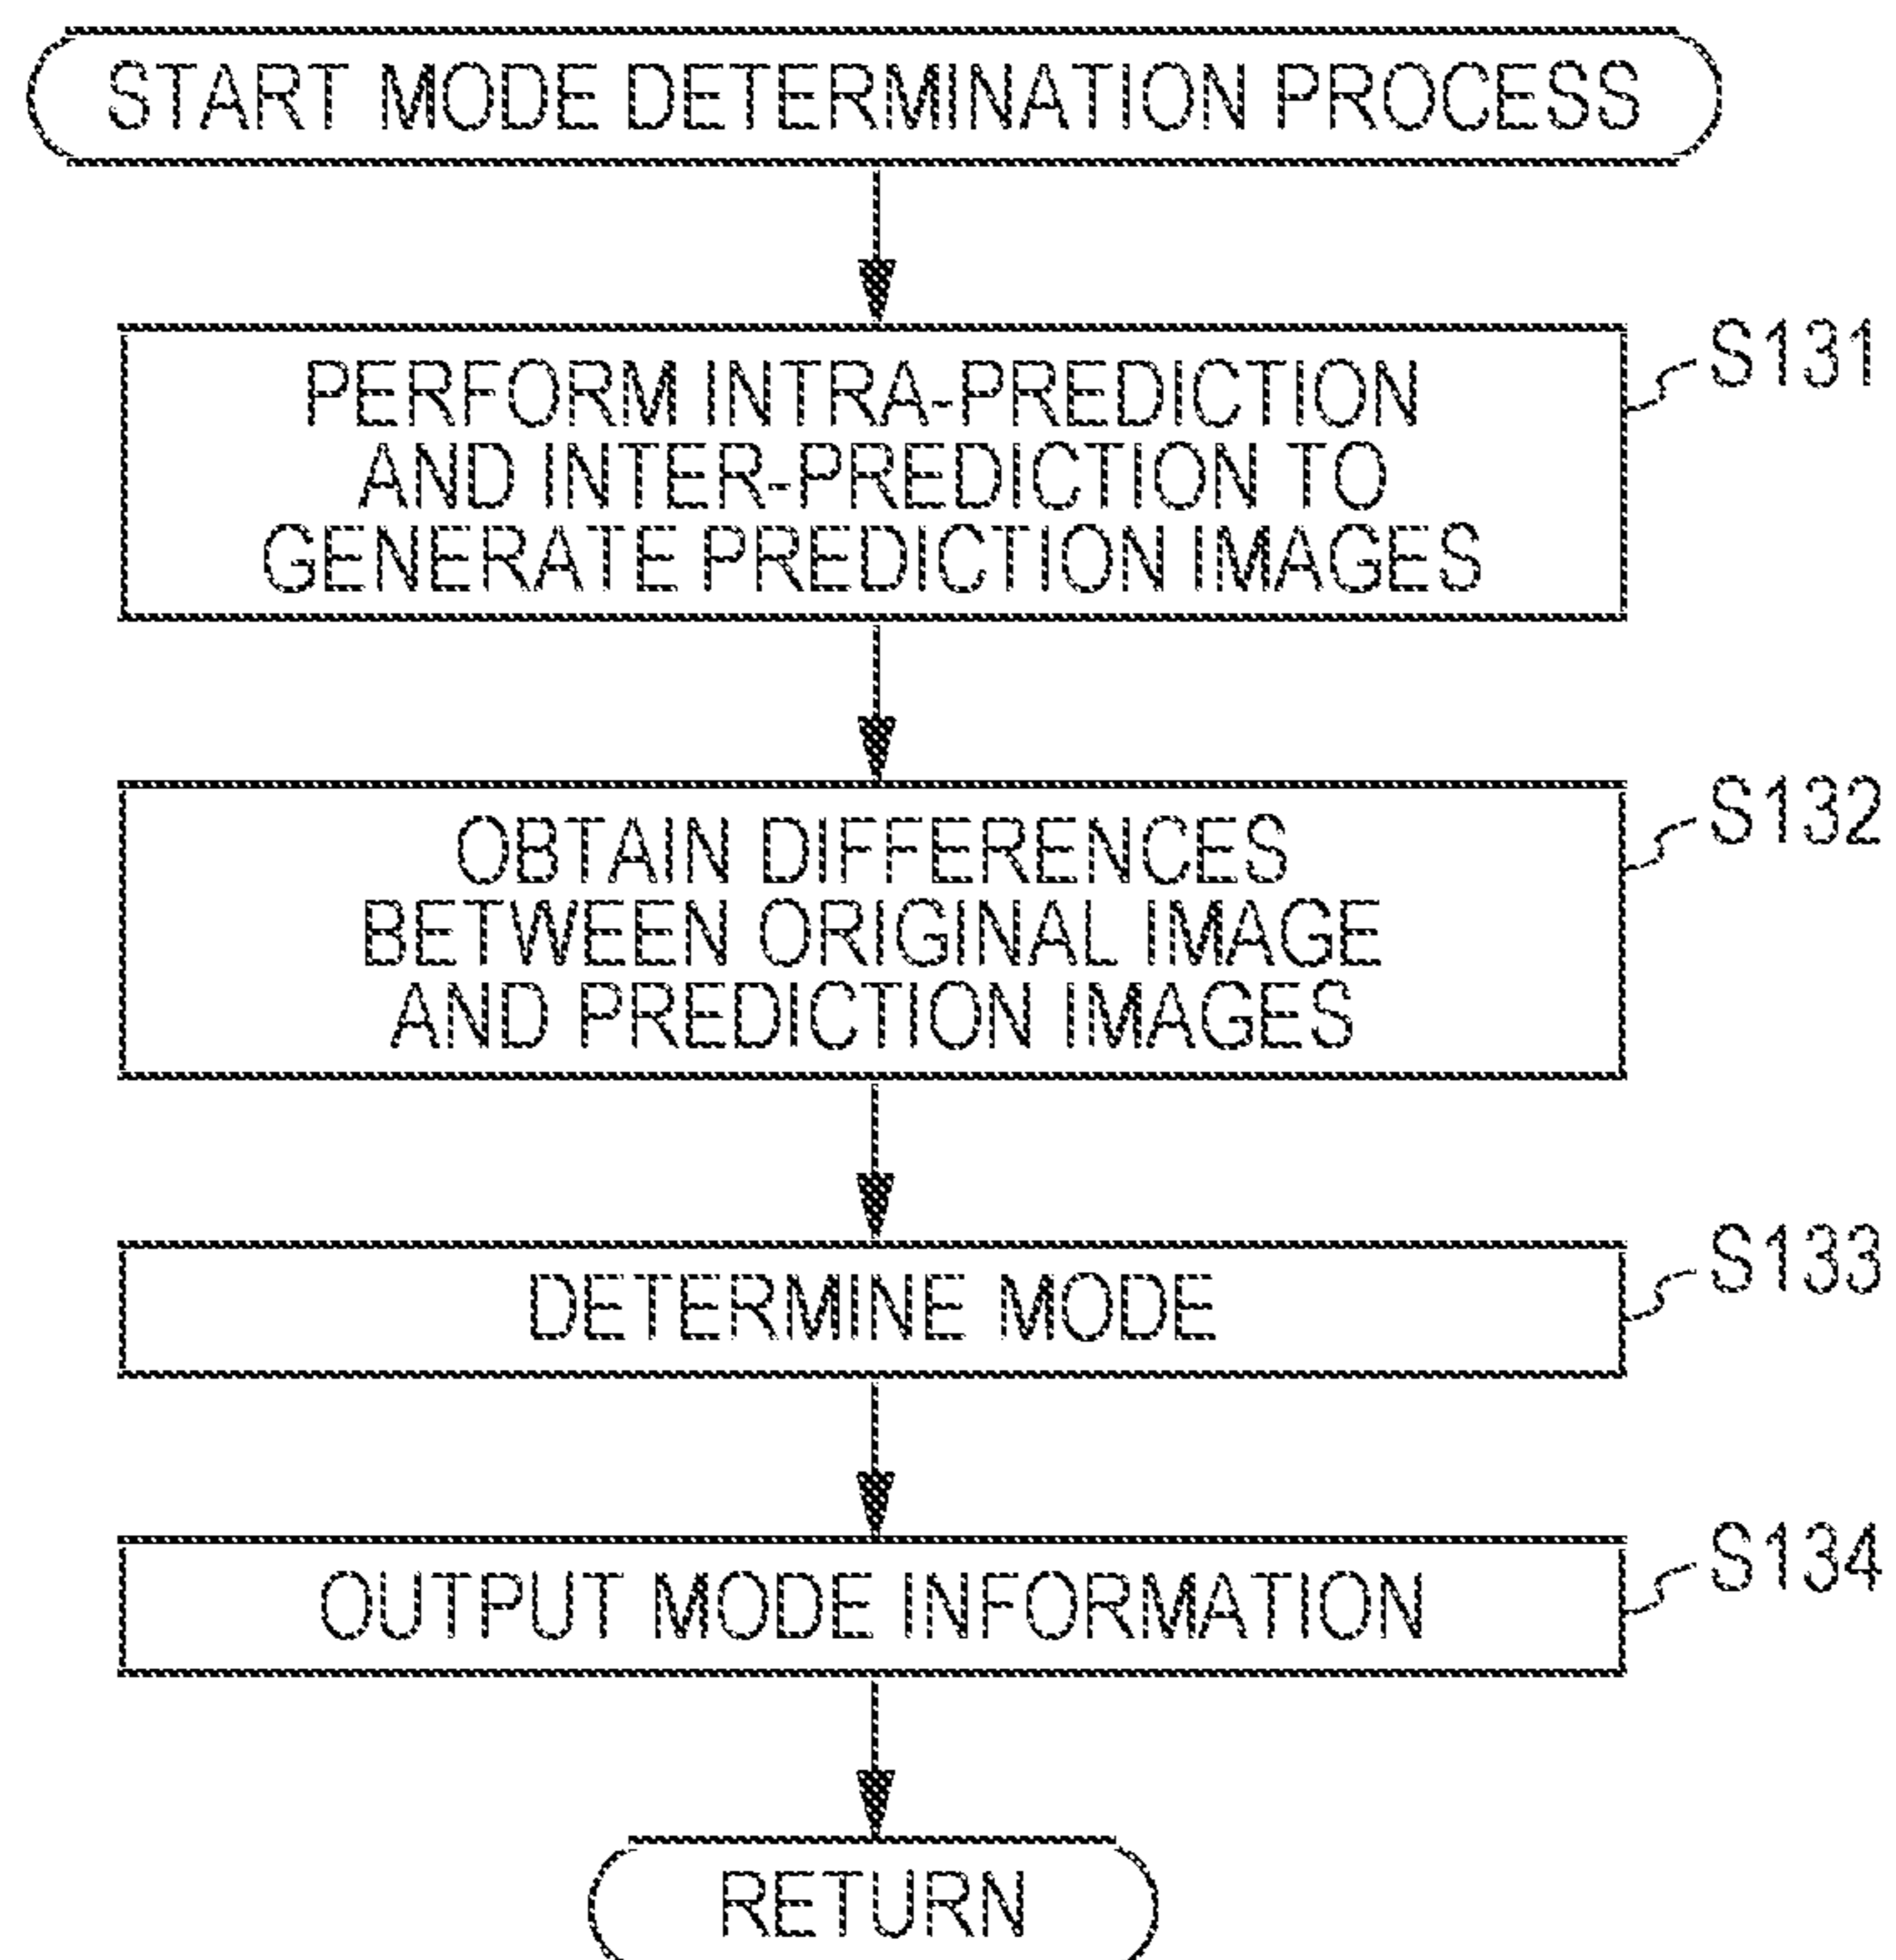 START MODE DETERMINATION PROCESS
PERFORM INTRA-PREDICTION
AND INTER-PREDICTION TO
GENERATE PREDICTION IMAGES
S131
OBTAIN DIFFERENCES
BETWEEN ORIGINAL IMAGE
AND PREDICTION IMAGES
S132
DETERMINE MODE
S133
OUTPUT MODE INFORMATION
S134
RETURN